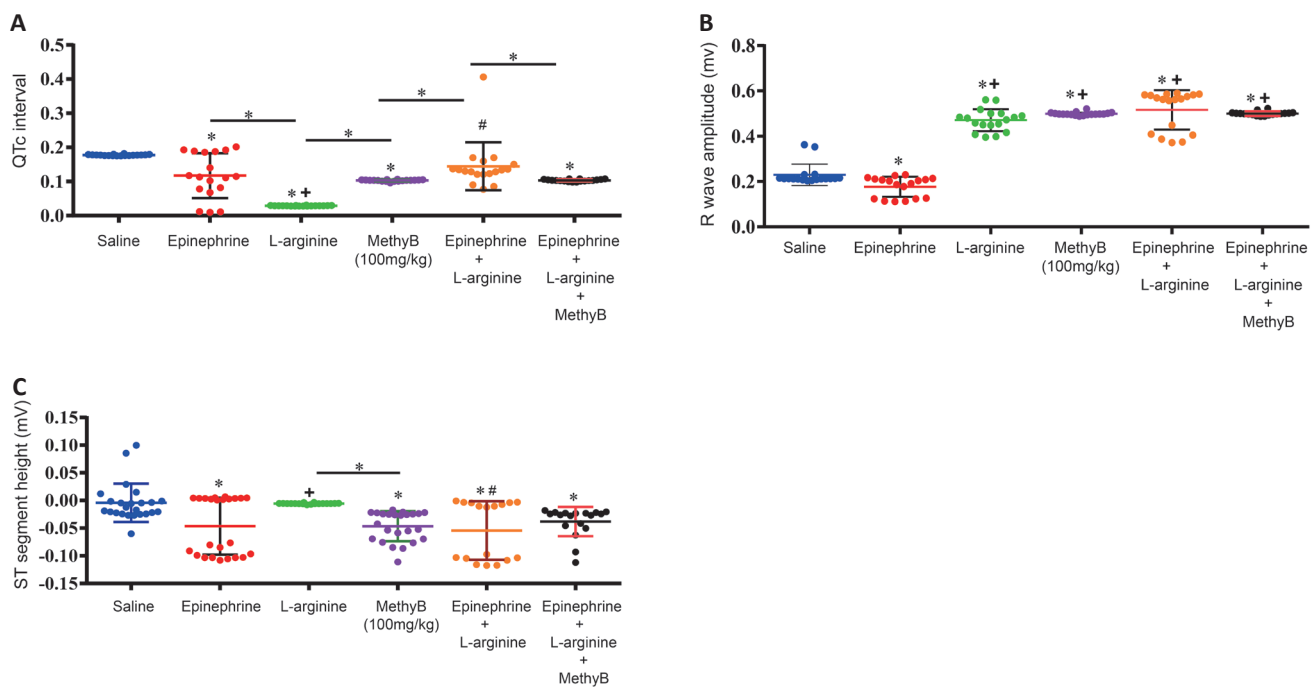 A
QTc interval
0.5
0.4
0.3
0.2
0.1
0.0
*
*
*
*
*
* +
*
#
*
*
Saline
Epinephrine
L-arginine
MethyB
(100mg/kg)
Epinephrine
+
L-arginine
Epinephrine
+
L-arginine
+
MethyB
B
R wave amplitude (mv)
0.8
0.6
0.4
0.2
0.0
*
* +
* +
* +
* +
Saline
Epinephrine
L-arginine
MethyB
(100mg/kg)
Epinephrine
+
L-arginine
Epinephrine
+
L-arginine
+
MethyB
C
ST segment height (mV)
0.15
0.10
0.05
0.00
-0.05
-0.10
-0.15
*
+
*
*
* #
*
Saline
Epinephrine
L-arginine
MethyB
(100mg/kg)
Epinephrine
+
L-arginine
Epinephrine
+
L-arginine
+
MethyB